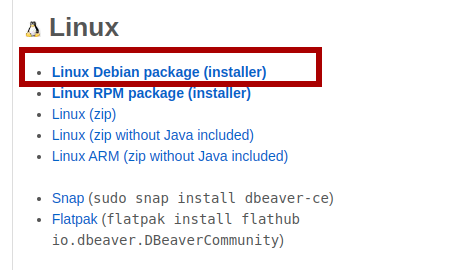 Linux
Linux Debian package (installer)
Linux RPM package (installer)
Linux (zip)
Linux (zip without Java included)
Linux ARM (zip without Java included)
Snap (sudo snap install dbeaver-ce)
Flatpak (flatpak install flathub
io.dbeaver.DBeaverCommunity)